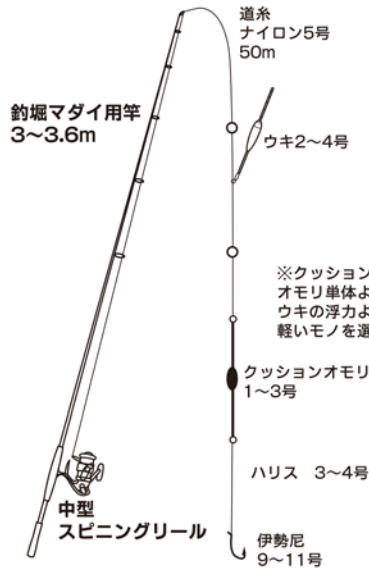 道糸
ナイロン5号
50m
釣堀マダイ用竿
3〜3.6m
ウキ2〜4号
※クッション
オモリ単体よ
ウキの浮力よ
軽いモノを選
クッションオモリ
1〜3号
ハリス 3〜4号
中型
スピニングリール
伊勢尼
9〜11号